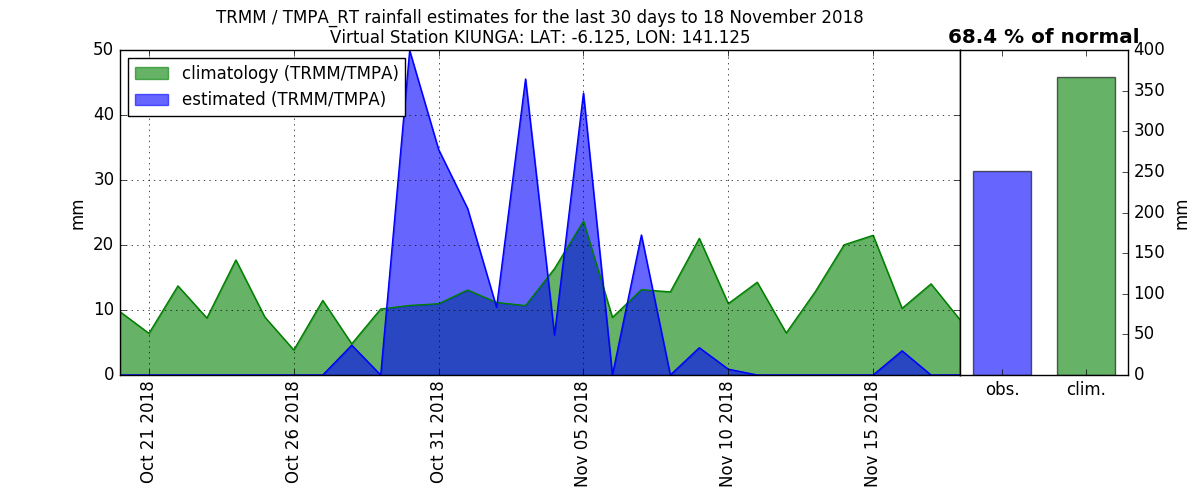 TRMM / TMPA_RT rainfall estimates for the last 30 days to 18 November 2018
Virtual Station KIUNGA: LAT: -6.125, LON: 141.125
68.4 % of normal
climatology (TRMM/TMPA)
estimated (TRMM/TMPA)
50
40
30
20
10
0
mm
Oct 21 2018
Oct 26 2018
Oct 31 2018
Nov 05 2018
Nov 10 2018
Nov 15 2018
obs.
clim.
400
350
300
250
200
150
100
50
0
mm